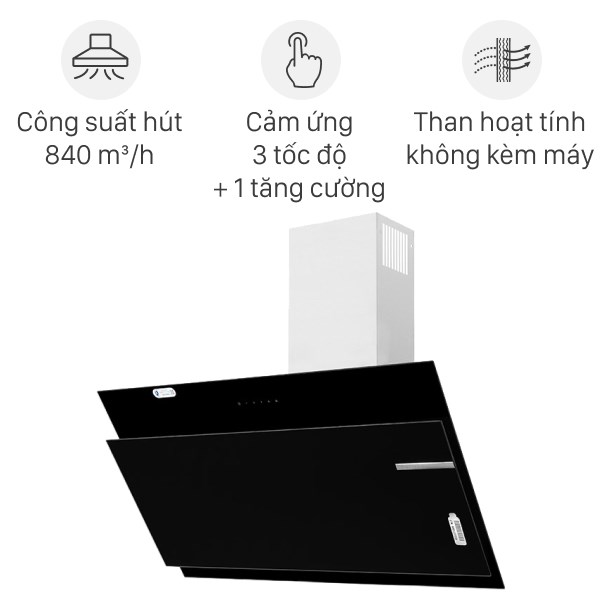 Công suất hút
840 m³/h
Cảm ứng
3 tốc độ
+ 1 tăng cường
Than hoạt tính
không kèm máy